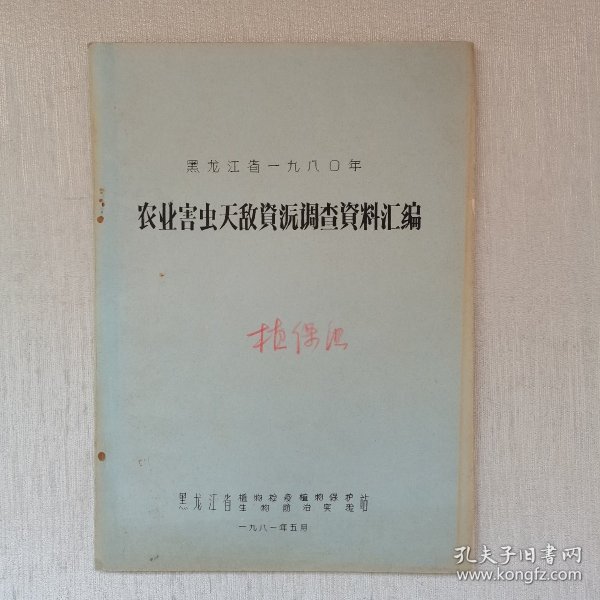 黑龙江省一九八〇年
农业害虫天敌資源调查資料汇编
植保
黑龙江省植物检疫植物保护站
生物防治实验
一九八一年五月
孔夫子旧书网
www.kongfz.com